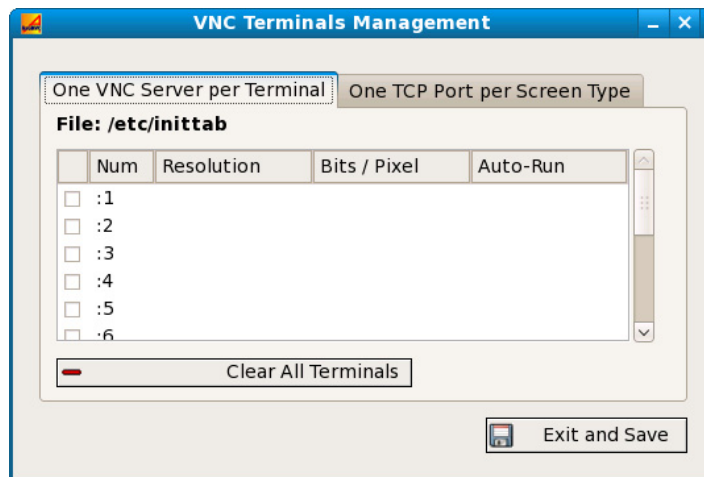 VNC Terminals Management
One VNC Server per Terminal One TCP Port per Screen Type
File: /etc/inittab
Num Resolution Bits / Pixel Auto-Run
:1
:2
:3
:4
:5
:6
Clear All Terminals
Exit and Save